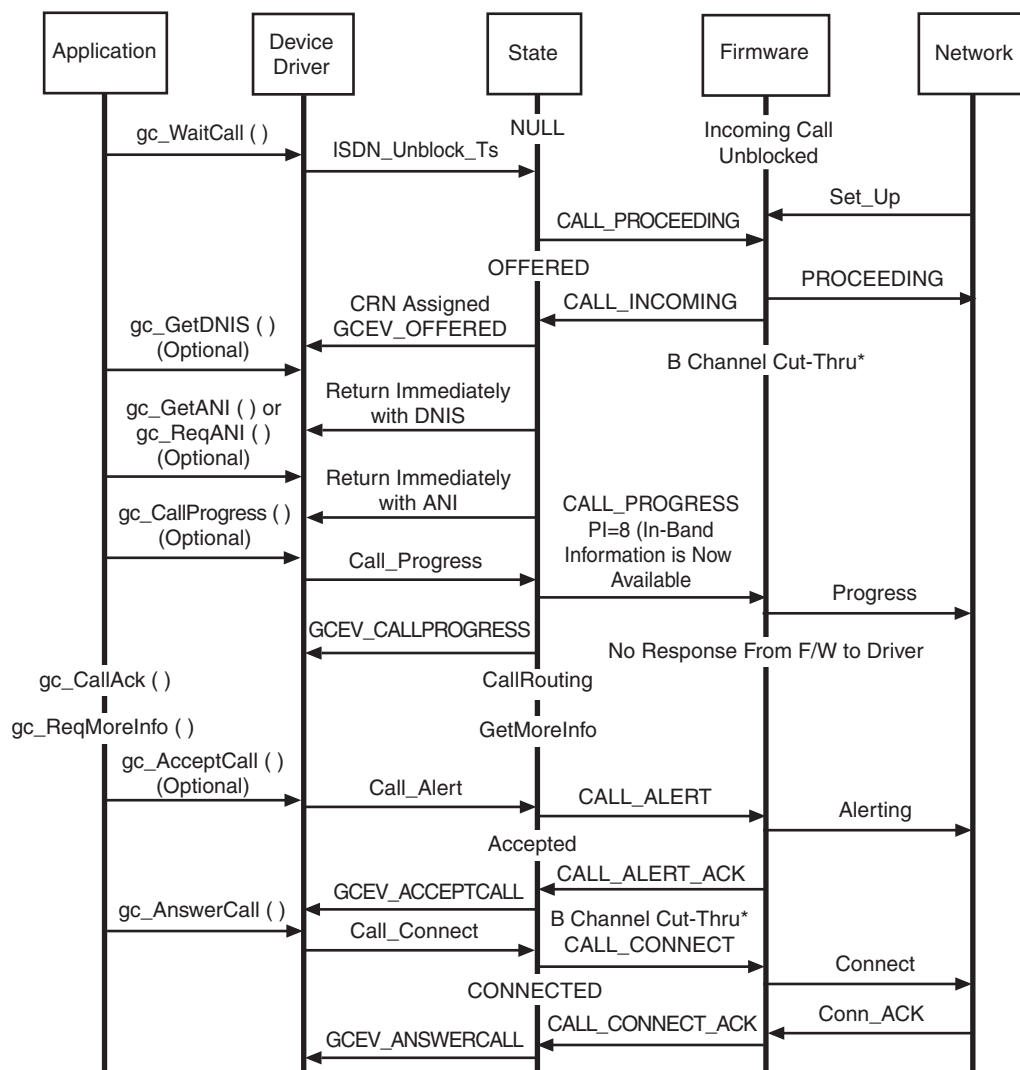 Application
Device
Driver
State
Firmware
Network
NULL
Incoming Call
Unblocked
gc_WaitCall ( )
ISDN_Unblock_Ts
Set_Up
CALL_PROCEEDING
OFFERED
PROCEEDING
CRN Assigned
GCEV_OFFERED
CALL_INCOMING
gc_GetDNIS ( )
(Optional)
B Channel Cut-Thru*
Return Immediately
with DNIS
gc_GetANI ( ) or
gc_ReqANI ( )
(Optional)
Return Immediately
with ANI
CALL_PROGRESS
PI=8 (In-Band
Information is Now
Available
gc_CallProgress ( )
(Optional)
Call_Progress
Progress
GCEV_CALLPROGRESS
No Response From F/W to Driver
gc_CallAck ( )
CallRouting
gc_ReqMoreInfo ( )
GetMoreInfo
gc_AcceptCall ( )
(Optional)
Call_Alert
CALL_ALERT
Alerting
Accepted
CALL_ALERT_ACK
GCEV_ACCEPTCALL
gc_AnswerCall ( )
Call_Connect
B Channel Cut-Thru*
CALL_CONNECT
Connect
CONNECTED
Conn_ACK
CALL_CONNECT_ACK
GCEV_ANSWERCALL